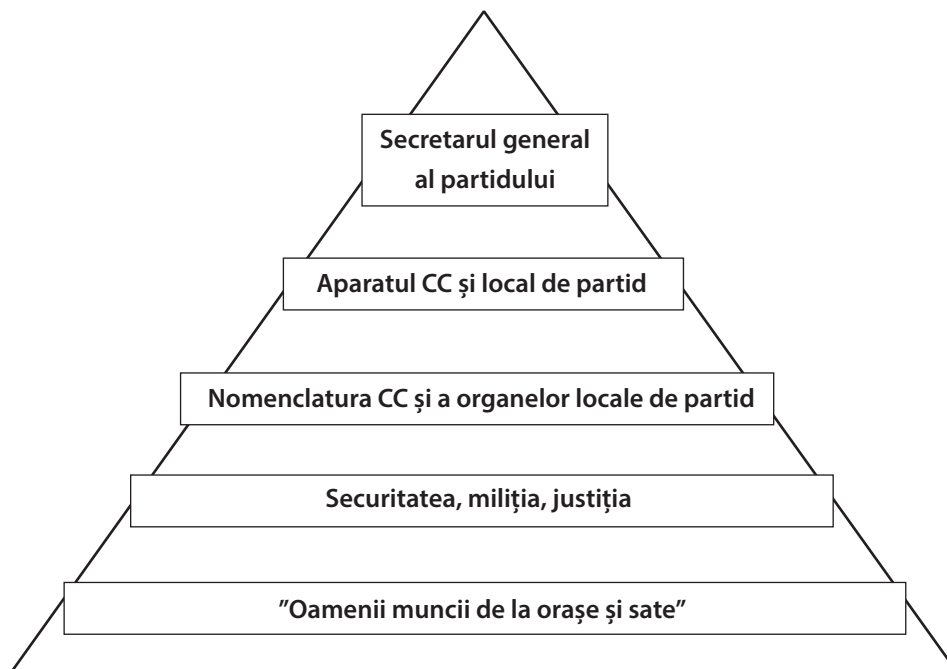 Secretarul general
al partidului
Aparatul CC și local de partid
Nomenclatura CC și a organelor locale de partid
Securitatea, miliția, justiția
”Oamenii muncii de la orașe și sate”